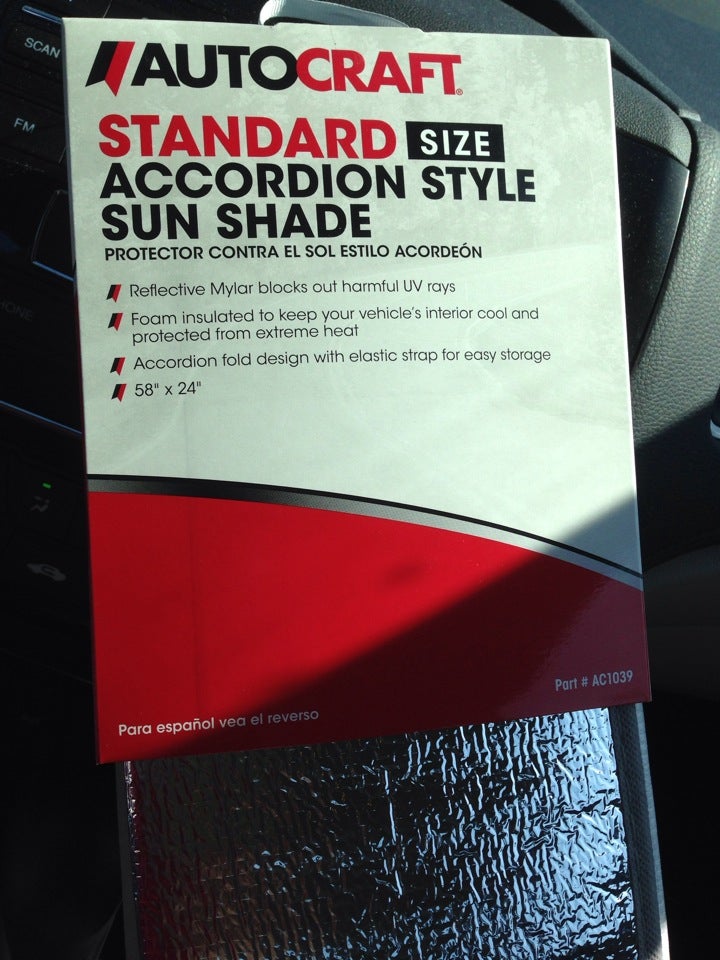 SCAN
FM
PHONE
AUTOCRAFT®
STANDARD SIZE
ACCORDION STYLE
SUN SHADE
PROTECTOR CONTRA EL SOL ESTILO ACORDEÓN
Reflective Mylar blocks out harmful UV rays
Foam insulated to keep your vehicle's interior cool and
protected from extreme heat
Accordion fold design with elastic strap for easy storage
58" x 24"
Part # AC1039
Para español vea el reverso